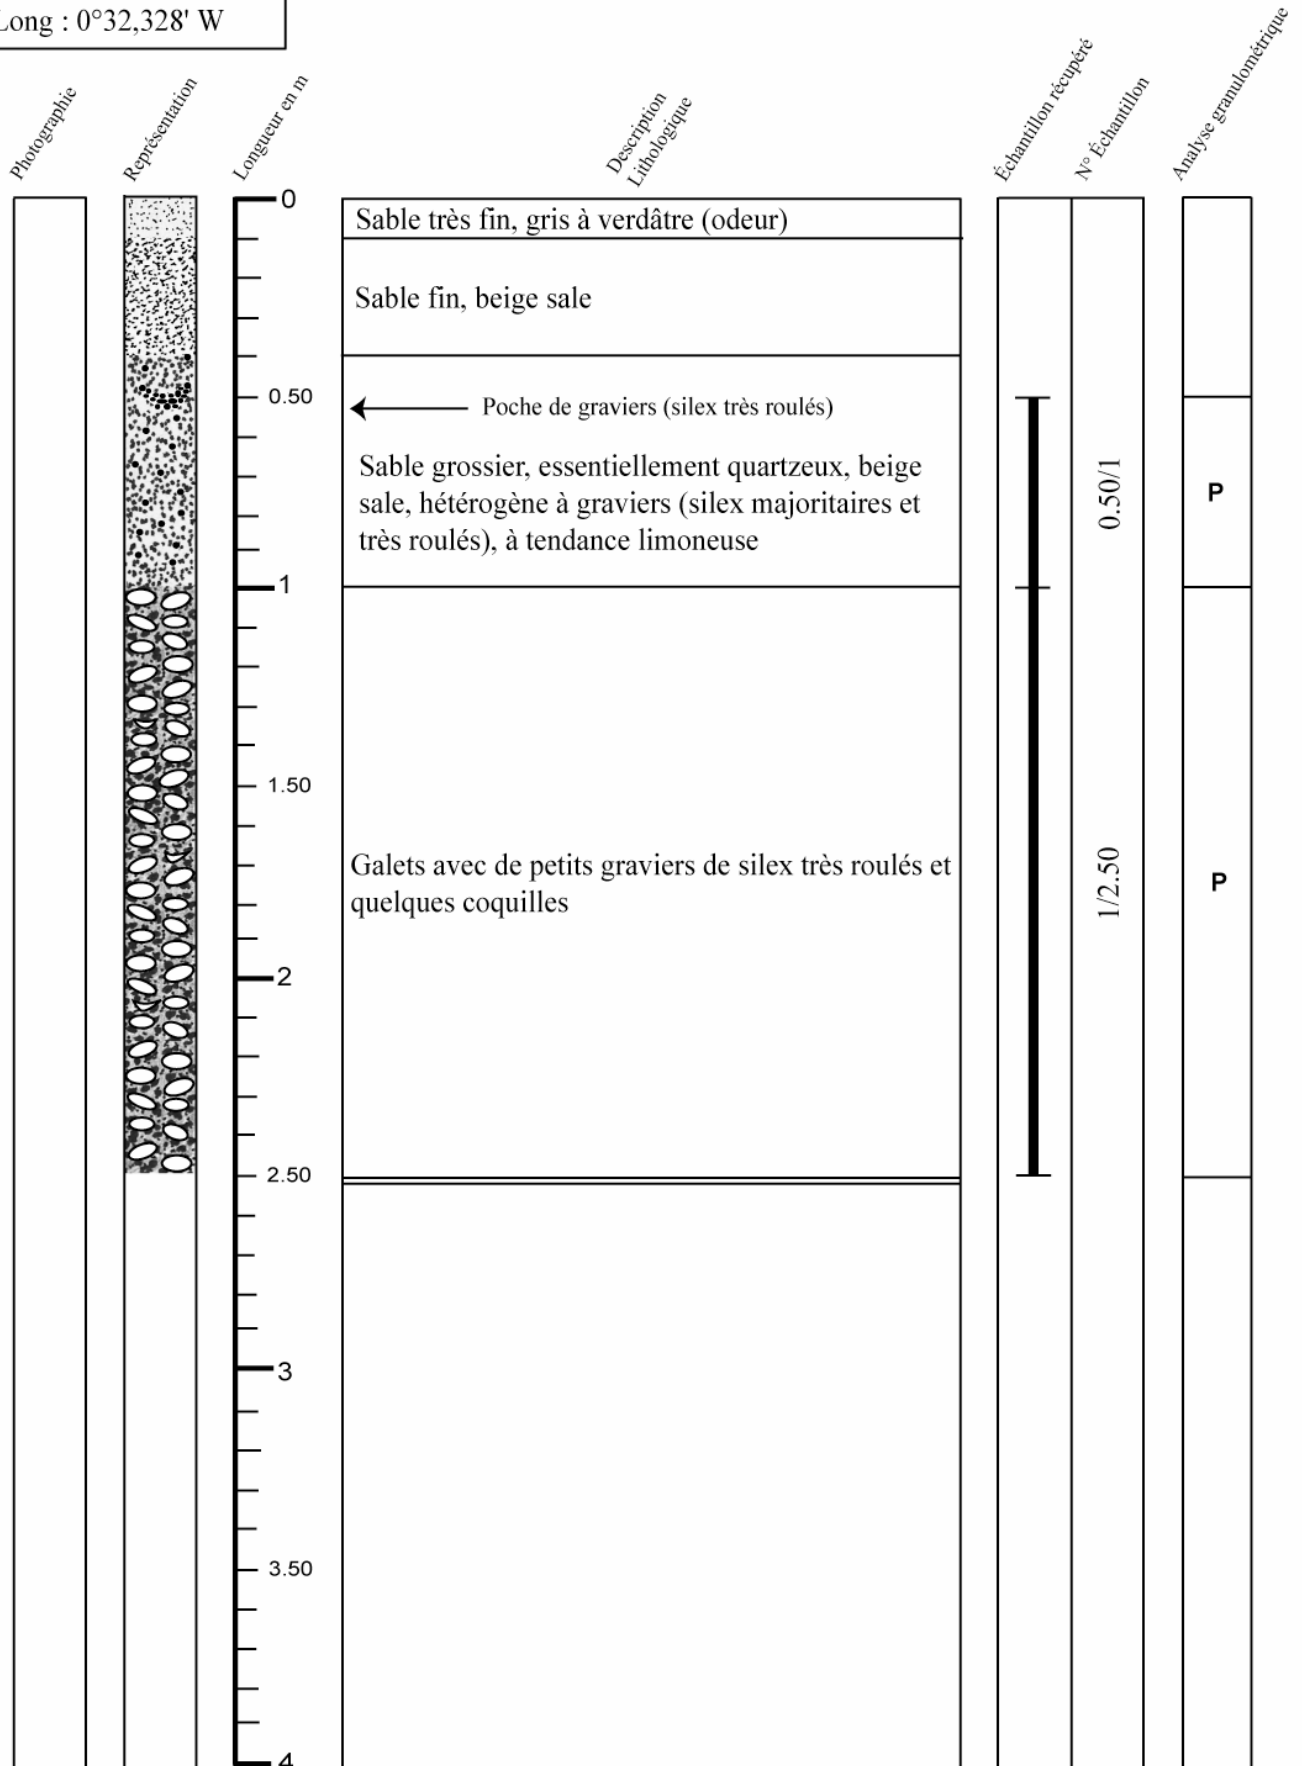 Long : 0°32,328' W
Photographie
Représentation
Longueur en m
Description
Lithologique
Échantillon récupéré
N° Échantillon
Analyse granulométrique
0
Sable très fin, gris à verdâtre (odeur)
Sable fin, beige sale
0.50
Poche de graviers (silex très roulés)
Sable grossier, essentiellement quartzeux, beige
sale, hétérogène à graviers (silex majoritaires et
très roulés), à tendance limoneuse
0.50/1
P
1
1.50
Galets avec de petits graviers de silex très roulés et
quelques coquilles
1/2.50
P
2
2.50
3
3.50
4